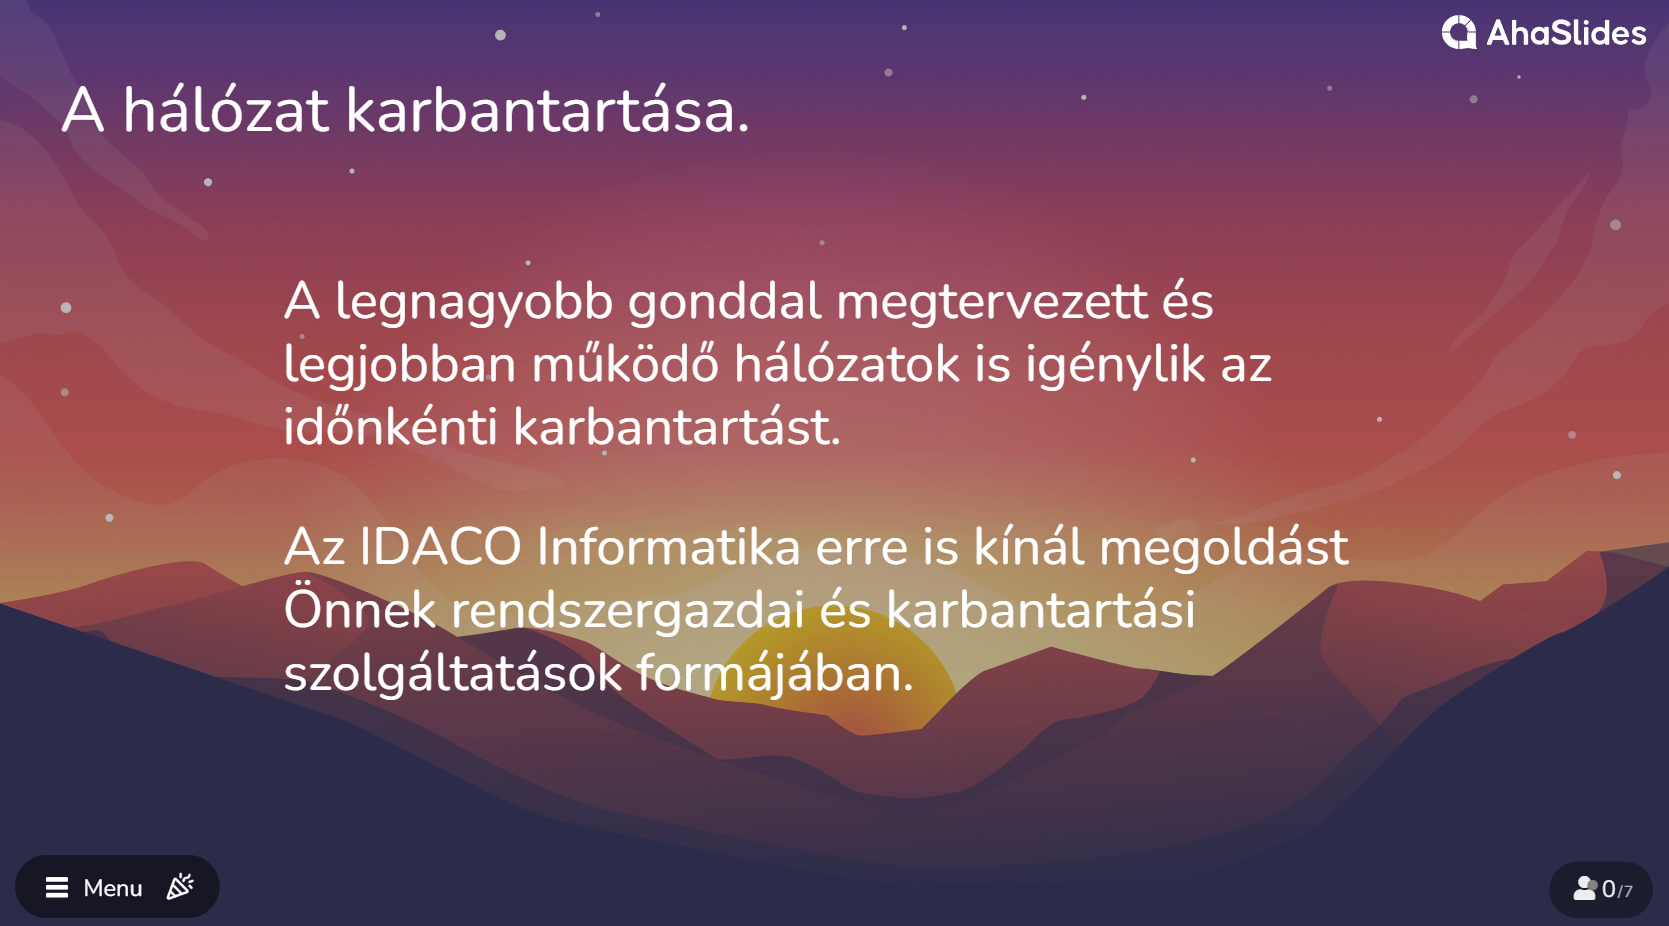 AhaSlides
A hálózat karbantartása.
A legnagyobb gonddal megtervezett és
legjobban működő hálózatok is igénylik az
időnkénti karbantartást.
Az IDACO Informatika erre is kínál megoldást
Önnek rendszergazdai és karbantartási
szolgáltatások formájában.
Menu
0/7